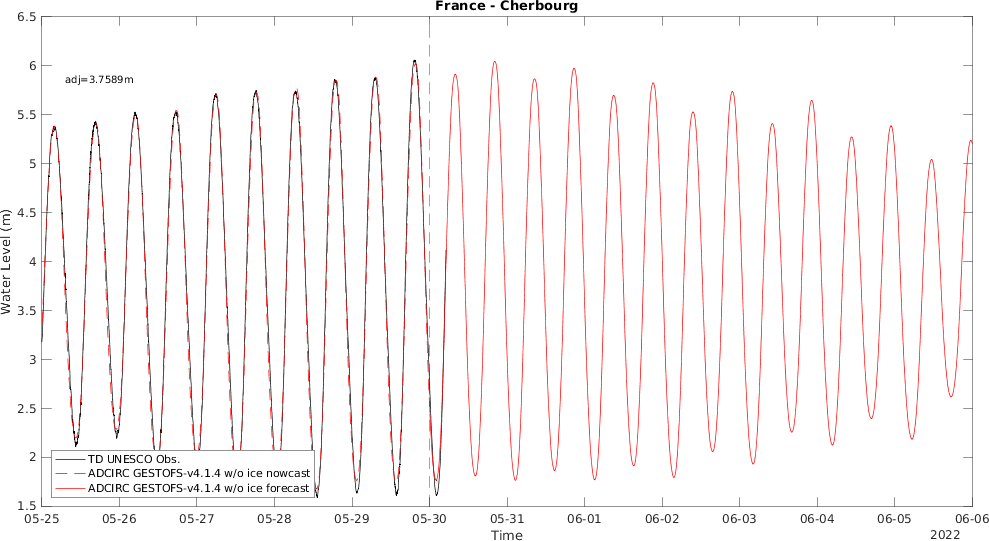 France - Cherbourg
6.5
6
5.5
5
4.5
4
3.5
3
2.5
2
1.5
Water Level (m)
adj=3.7589m
TD UNESCO Obs.
ADCIRC GESTOFS-v4.1.4 w/o ice nowcast
ADCIRC GESTOFS-v4.1.4 w/o ice forecast
05-25 05-26 05-27 05-28 05-29 05-30 05-31 06-01 06-02 06-03 06-04 06-05 06-06
Time
2022